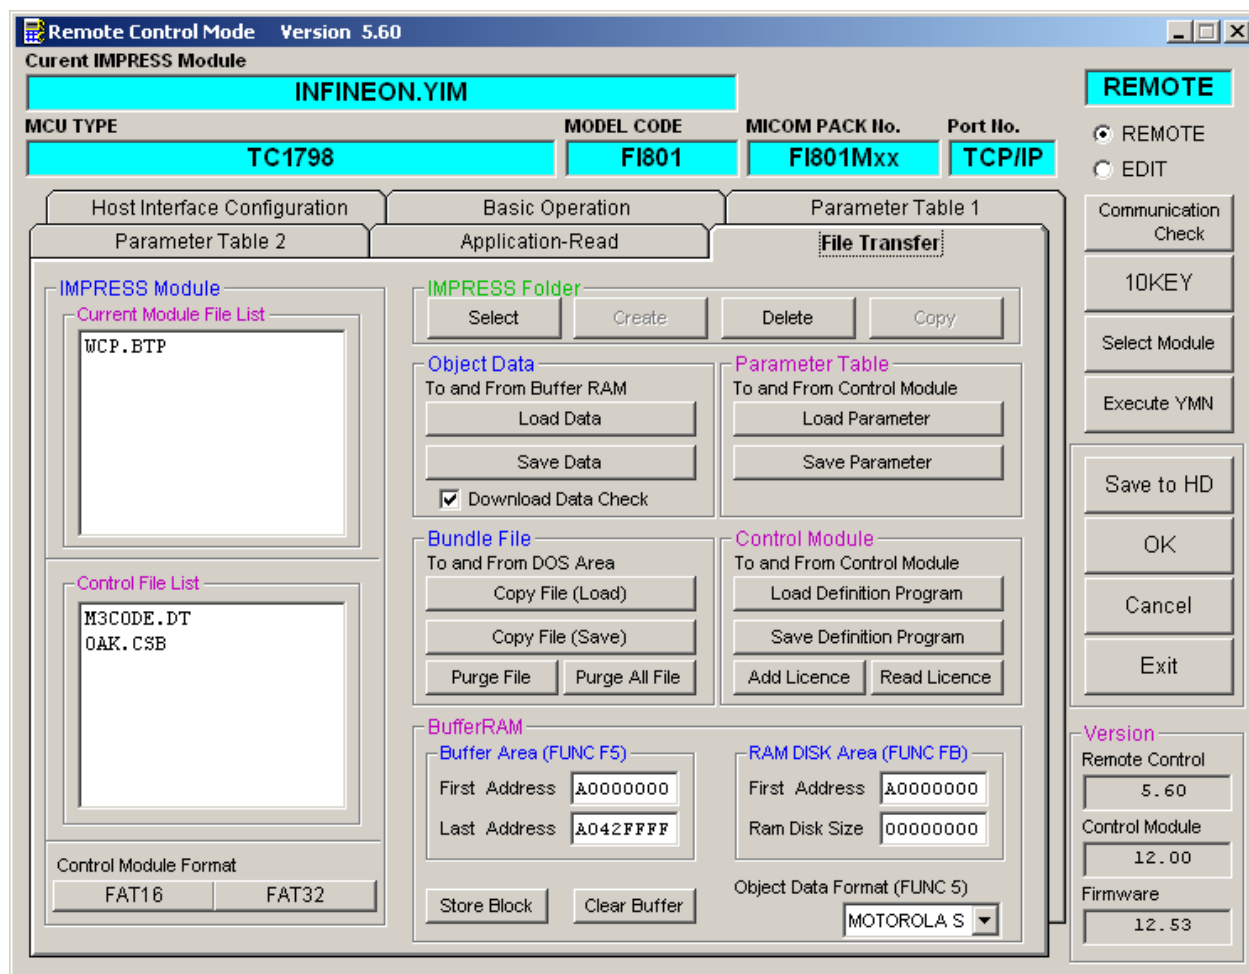 Remote Control Mode Version 5.60
Curent IMPRESS Module
INFINEON.YIM
REMOTE
MCU TYPE
MODEL CODE
MICOM PACK No.
Port No.
TC1798
FI801
FI801Mxx
TCP/IP
REMOTE
EDIT
Host Interface Configuration
Basic Operation
Parameter Table 1
Parameter Table 2
Application-Read
File Transfer
IMPRESS Module
Current Module File List
WCP.BTP
Control File List
M3CODE.DT
OAK.CSB
Control Module Format
FAT16
FAT32
IMPRESS Folder
Select
Create
Delete
Copy
Object Data
To and From Buffer RAM
Load Data
Save Data
Download Data Check
Parameter Table
To and From Control Module
Load Parameter
Save Parameter
Bundle File
To and From DOS Area
Copy File (Load)
Copy File (Save)
Purge File
Purge All File
Control Module
To and From Control Module
Load Definition Program
Save Definition Program
Add Licence
Read Licence
BufferRAM
Buffer Area (FUNC F5)
First Address
A0000000
Last Address
A042FFFF
RAM DISK Area (FUNC FB)
First Address
A0000000
Ram Disk Size
00000000
Store Block
Clear Buffer
Object Data Format (FUNC 5)
MOTOROLA S
Communication
Check
10KEY
Select Module
Execute YMN
Save to HD
OK
Cancel
Exit
Version
Remote Control
5.60
Control Module
12.00
Firmware
12.53